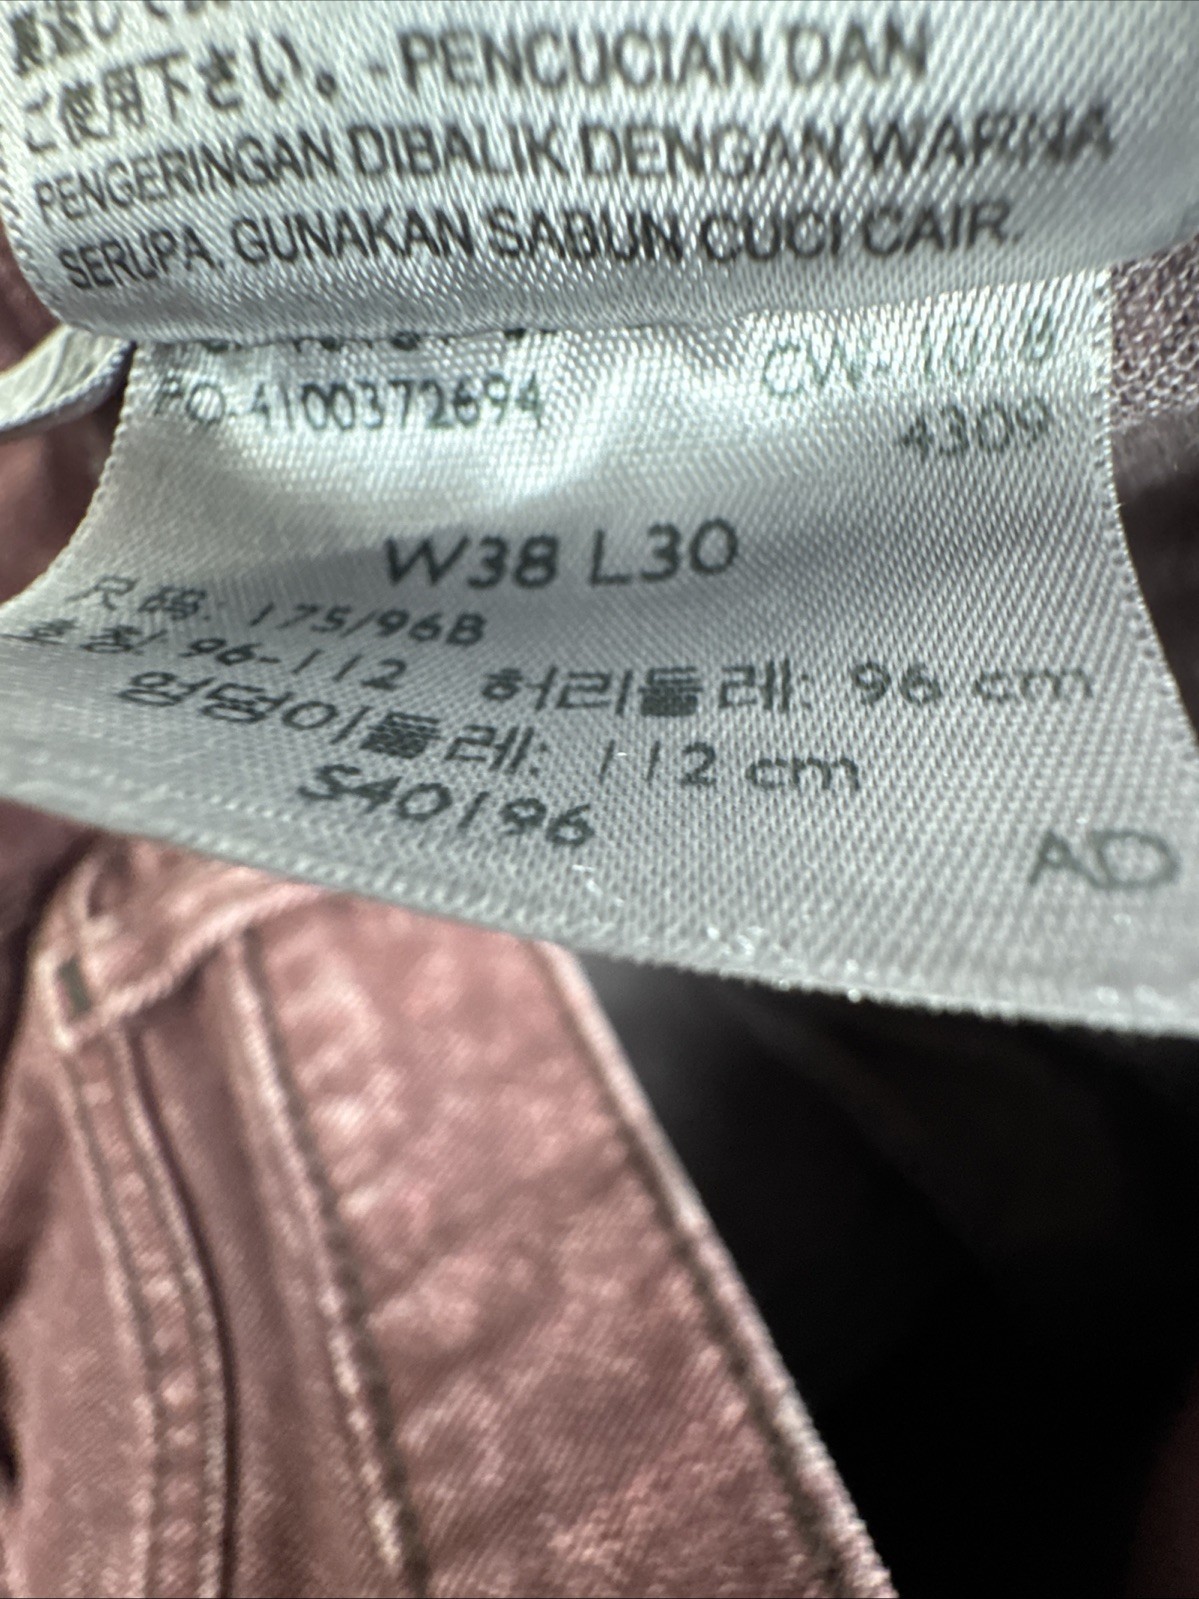 ご使用下さい。-PENCUCIAN DAN
PENGERINGAN DIBALIK DENGAN WARNA
SERUPA. GUNAKAN SABUN CUCI CAIR.
PO-4100372694
4309
W38 L30
尺码: 175/96B
호칭: 96-112 허리둘레: 96 cm
엉덩이둘레: 112 cm
S40196
AD